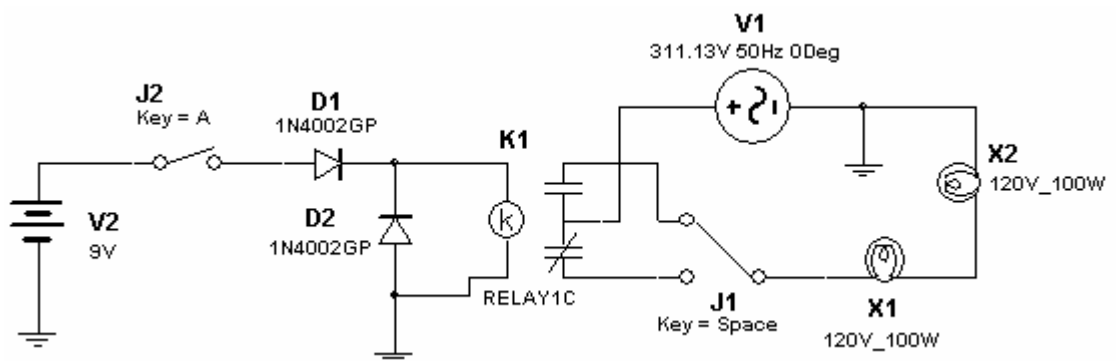 V1
311.13V 50Hz 0Deg
J2
Key = A
D1
1N4002GP
K1
X2
120V_100W
V2
9V
D2
1N4002GP
k
RELAY1C
J1
Key = Space
X1
120V_100W